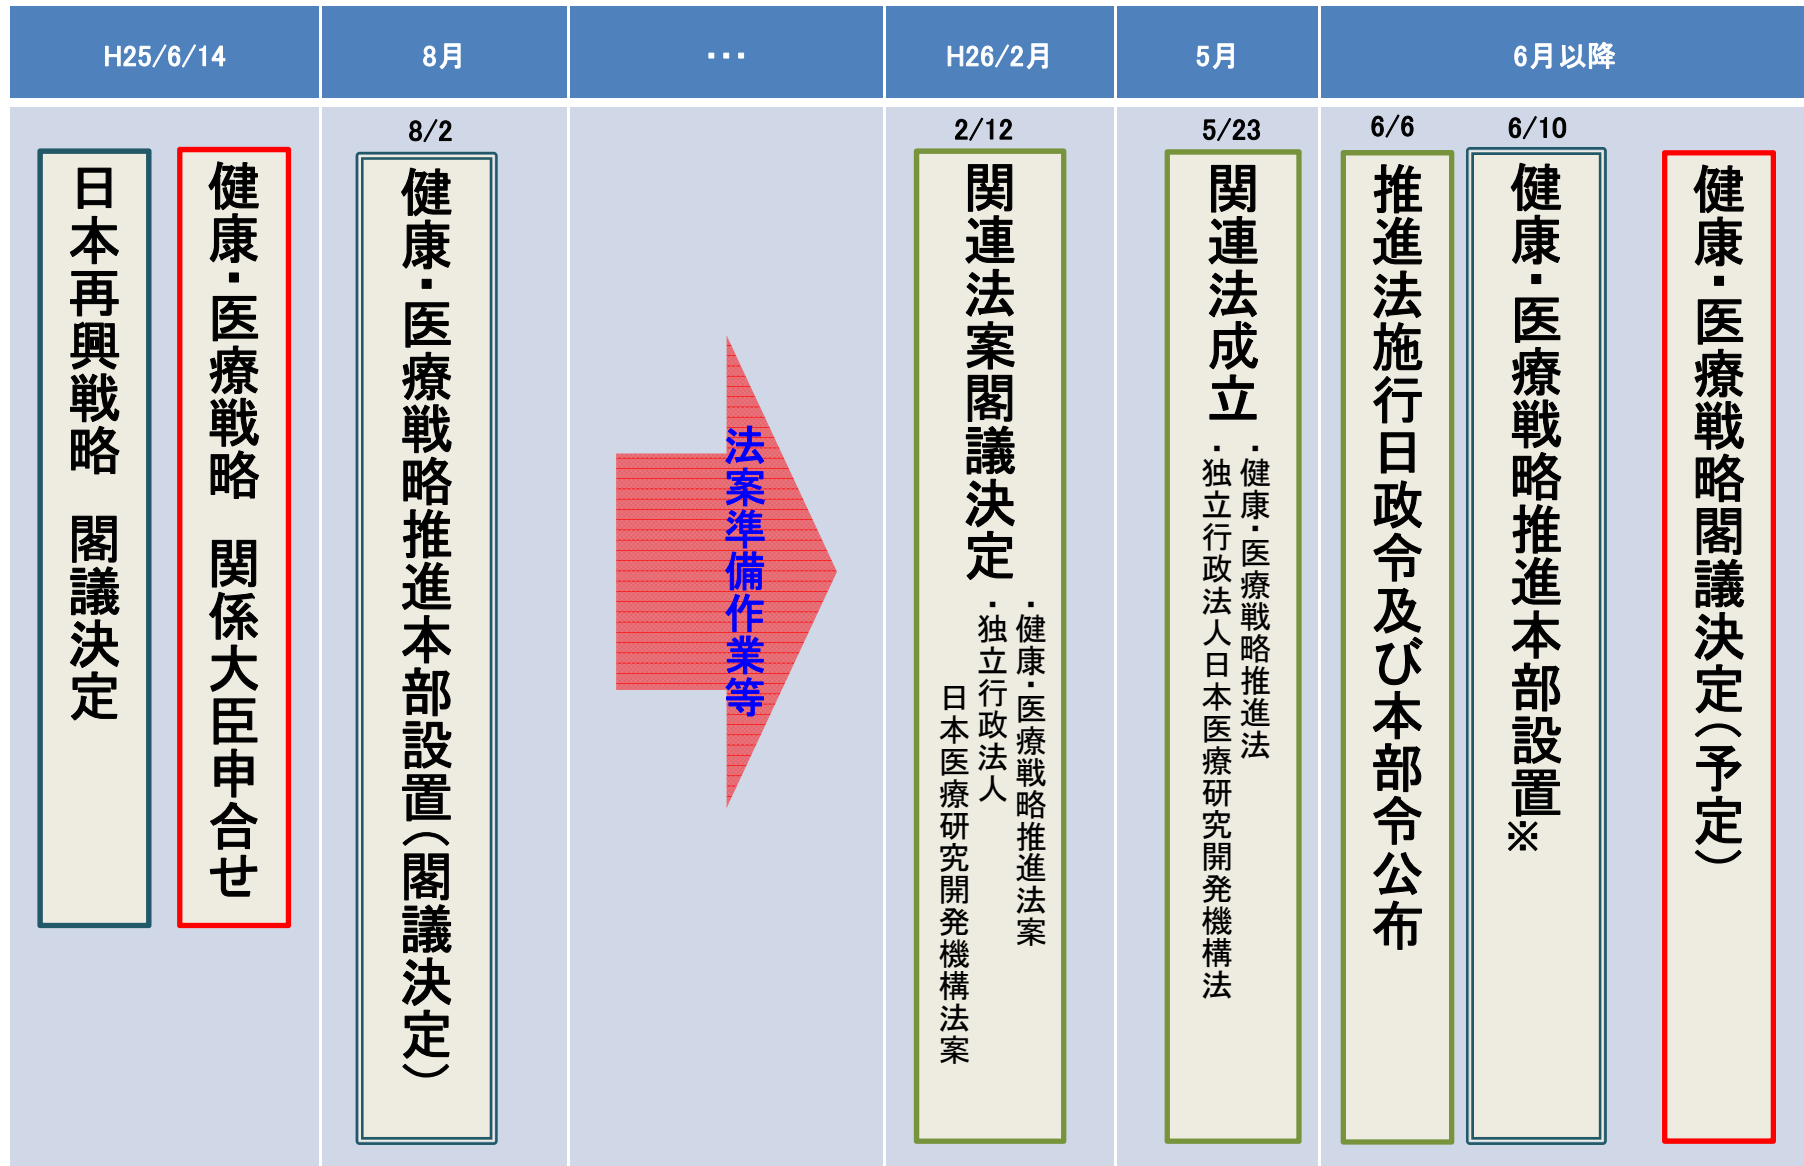 H25/6/14
8月
・・・
H26/2月
5月
6月以降
日本再興戦略　閣議決定
健康・医療戦略　関係大臣申合せ
8/2
健康・医療戦略推進本部設置(閣議決定)
法案準備作業等
2/12
関連法案閣議決定
・健康・医療戦略推進法案
・独立行政法人
日本医療研究開発機構法案
5/23
関連法成立
・健康・医療戦略推進法
・独立行政法人日本医療研究開発機構法
6/6
推進法施行日政令及び本部令公布
6/10
健康・医療戦略推進本部設置※
健康・医療戦略閣議決定(予定)